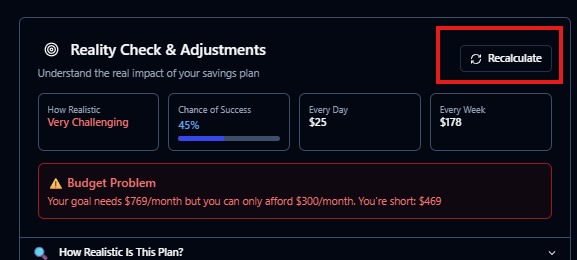 Reality Check & Adjustments
Recalculate
Understand the real impact of your savings plan
How Realistic
Very Challenging
Chance of Success
45%
Every Day
$25
Every Week
$178
Budget Problem
Your goal needs $769/month but you can only afford $300/month. You're short: $469
How Realistic Is This Plan?